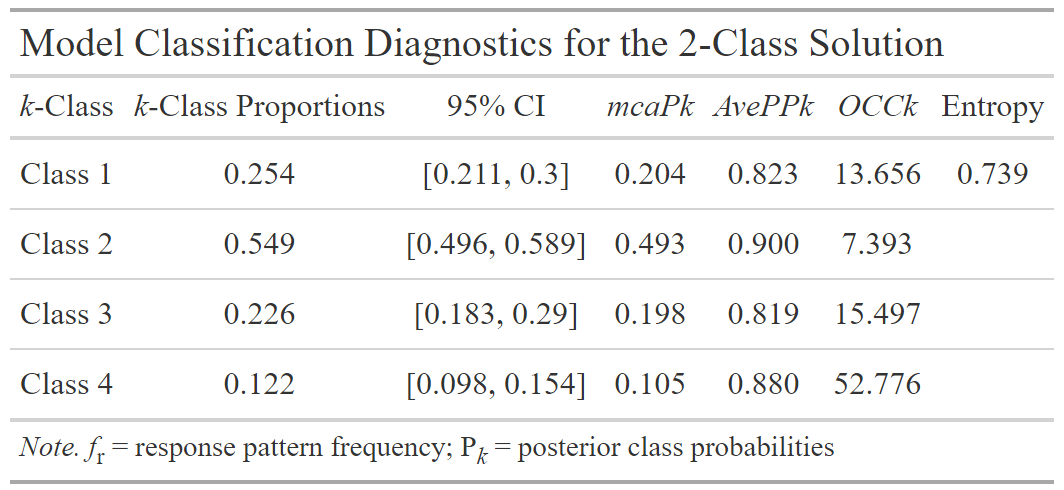 Model Classification Diagnostics for the 2-Class Solution
k-Class k-Class Proportions 95% CI mcaPk AvePPk OCCk Entropy
Class 1 0.254 [0.211, 0.3] 0.204 0.823 13.656 0.739
Class 2 0.549 [0.496, 0.589] 0.493 0.900 7.393
Class 3 0.226 [0.183, 0.29] 0.198 0.819 15.497
Class 4 0.122 [0.098, 0.154] 0.105 0.880 52.776
Note. fr = response pattern frequency; Pk = posterior class probabilities